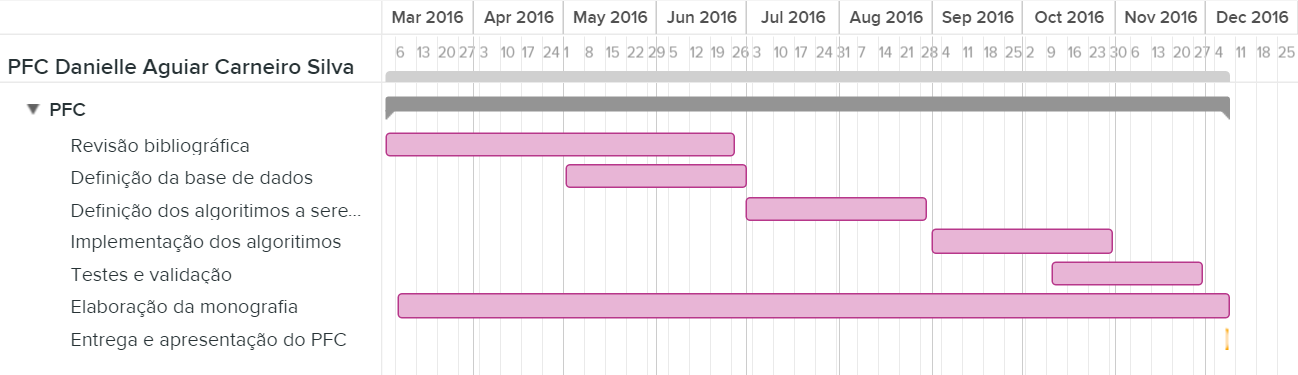 Mar 2016 Apr 2016 May 2016 Jun 2016 Jul 2016 Aug 2016 Sep 2016 Oct 2016 Nov 2016 Dec 2016
6 13 20 27 3 10 17 24 1 8 15 22 29 5 12 19 26 3 10 17 24 31 7 14 21 28 4 11 18 25 2 9 16 23 30 6 13 20 27 4 11 18 25
PFC Danielle Aguiar Carneiro Silva
PFC
Revisão bibliográfica
Definição da base de dados
Definição dos algoritimos a sere...
Implementação dos algoritimos
Testes e validação
Elaboração da monografia
Entrega e apresentação do PFC